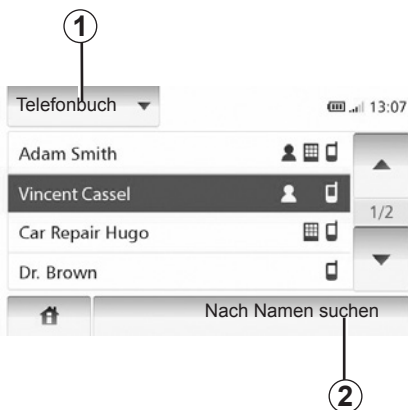 1
Telefonbuch 13:07
Adam Smith
Vincent Cassel
1/2
Car Repair Hugo
Dr. Brown
Nach Namen suchen
2